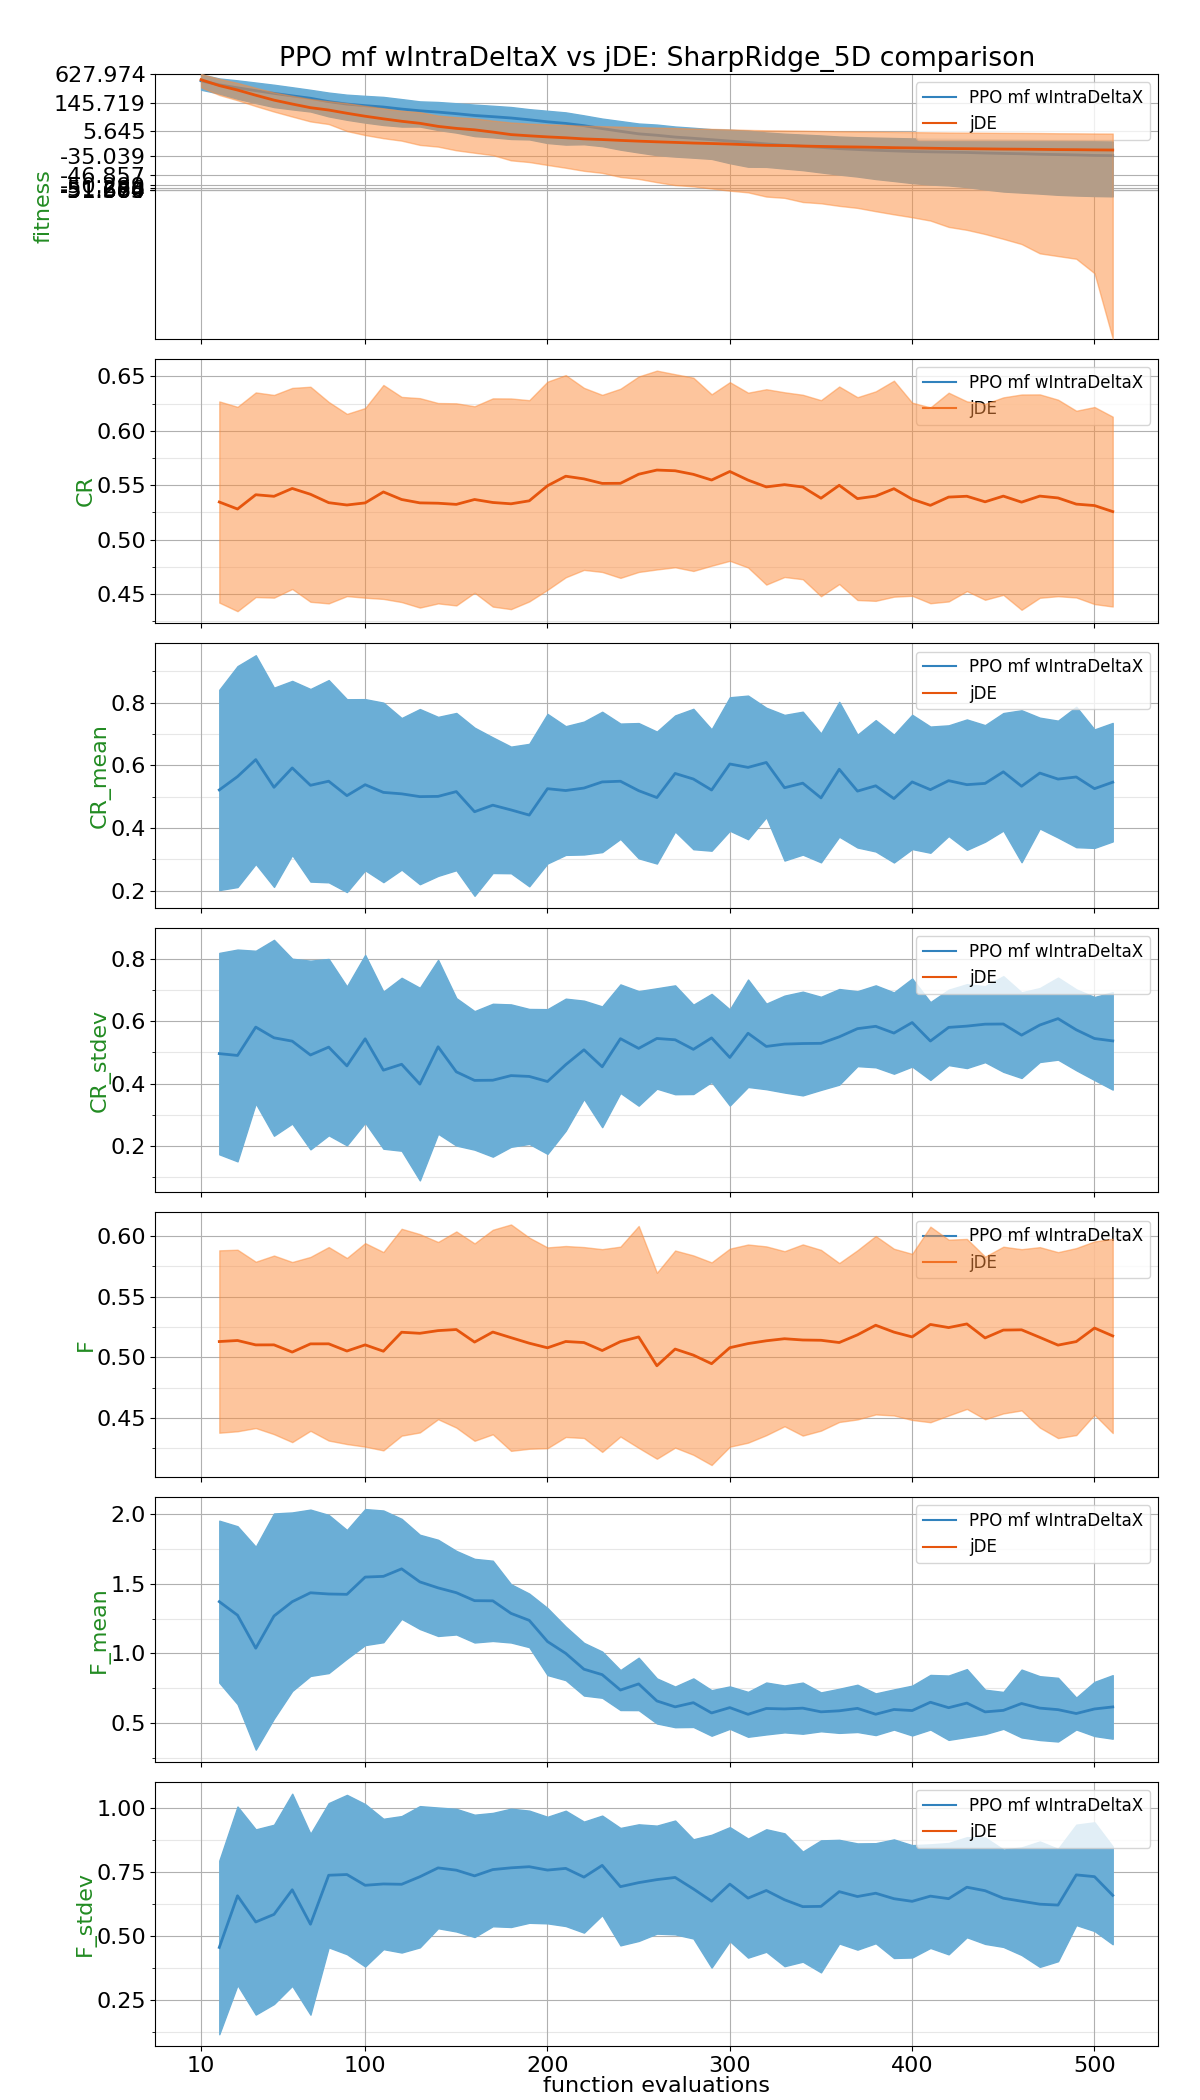 PPO mf wIntraDeltaX vs jDE: SharpRidge_5D comparison
627.974
145.719
5.645
-35.039
-46.857
fitness
PPO mf wIntraDeltaX
jDE
0.65
0.60
0.55
0.50
0.45
CR
PPO mf wIntraDeltaX
jDE
0.8
0.6
0.4
0.2
CR_mean
PPO mf wIntraDeltaX
jDE
0.8
0.6
0.4
0.2
CR_stdev
PPO mf wIntraDeltaX
jDE
0.60
0.55
0.50
0.45
F
PPO mf wIntraDeltaX
jDE
2.0
1.5
1.0
0.5
F_mean
PPO mf wIntraDeltaX
jDE
1.00
0.75
0.50
0.25
F_stdev
PPO mf wIntraDeltaX
jDE
10 100 200 300 400 500
function evaluations